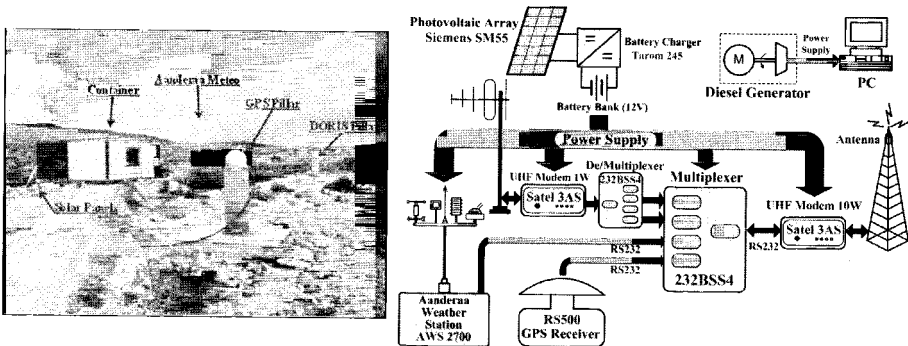 Container
Aanderaa Meteo
GPS Pillar
Solar Panels
Photovoltaic Array
Siemens SM55
Battery Charger
Tarom 245
Battery Bank (12V)
M
Diesel Generator
Power
Supply
PC
Power Supply
Antenna
UHF Modem 1W
Satel 3AS
De/Multiplexer
232BSS4
Multiplexer
232BSS4
UHF Modem 10W
Satel 3AS
RS232
RS232
RS232
Aanderaa
Weather
Station
AWS 2700
RS500
GPS Receiver